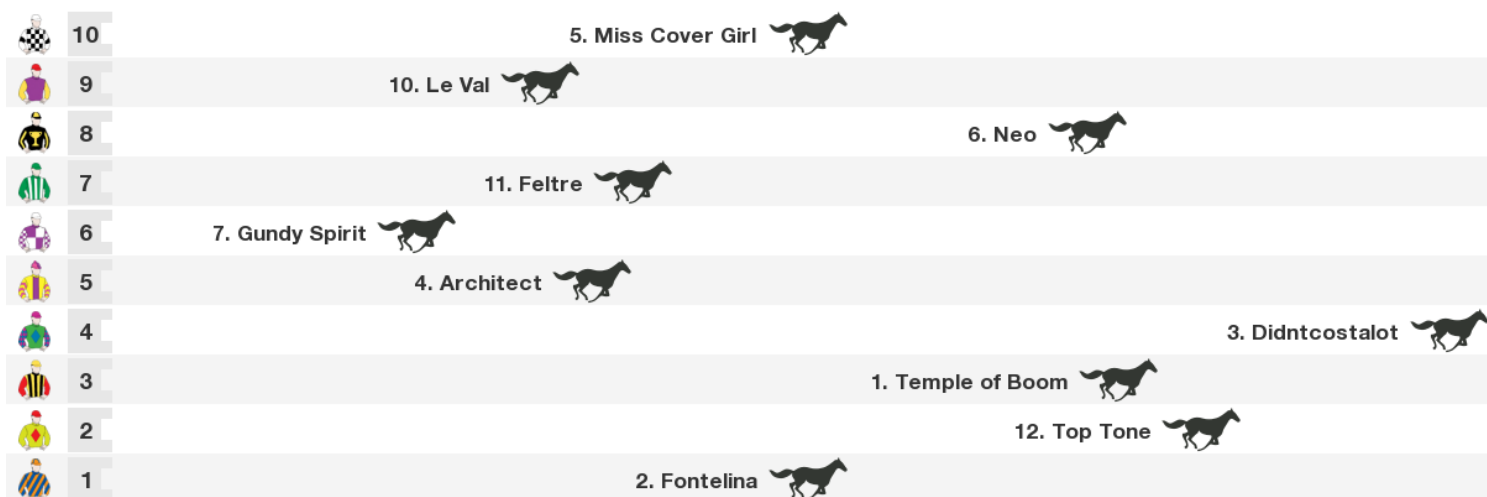 10 5. Miss Cover Girl
9 10. Le Val
8 6. Neo
7 11. Feltre
6 7. Gundy Spirit
5 4. Architect
4 3. Didntcostalot
3 1. Temple of Boom
2 12. Top Tone
1 2. Fontelina